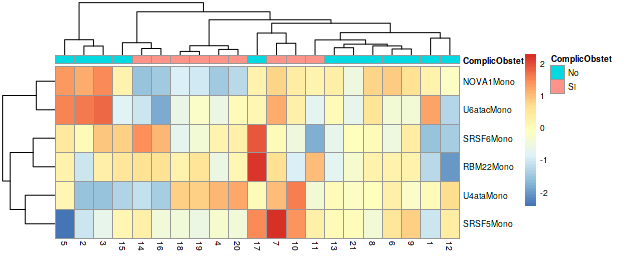 ComplicObstet
NOVA1Mono
U6atacMono
SRSF6Mono
RBM22Mono
U4ataMono
SRSF5Mono
5 2 3 15 14 16 18 19 4 20 17 7 10 11 13 21 8 6 9 1 12
2
1
0
-1
-2
ComplicObstet
No
SI